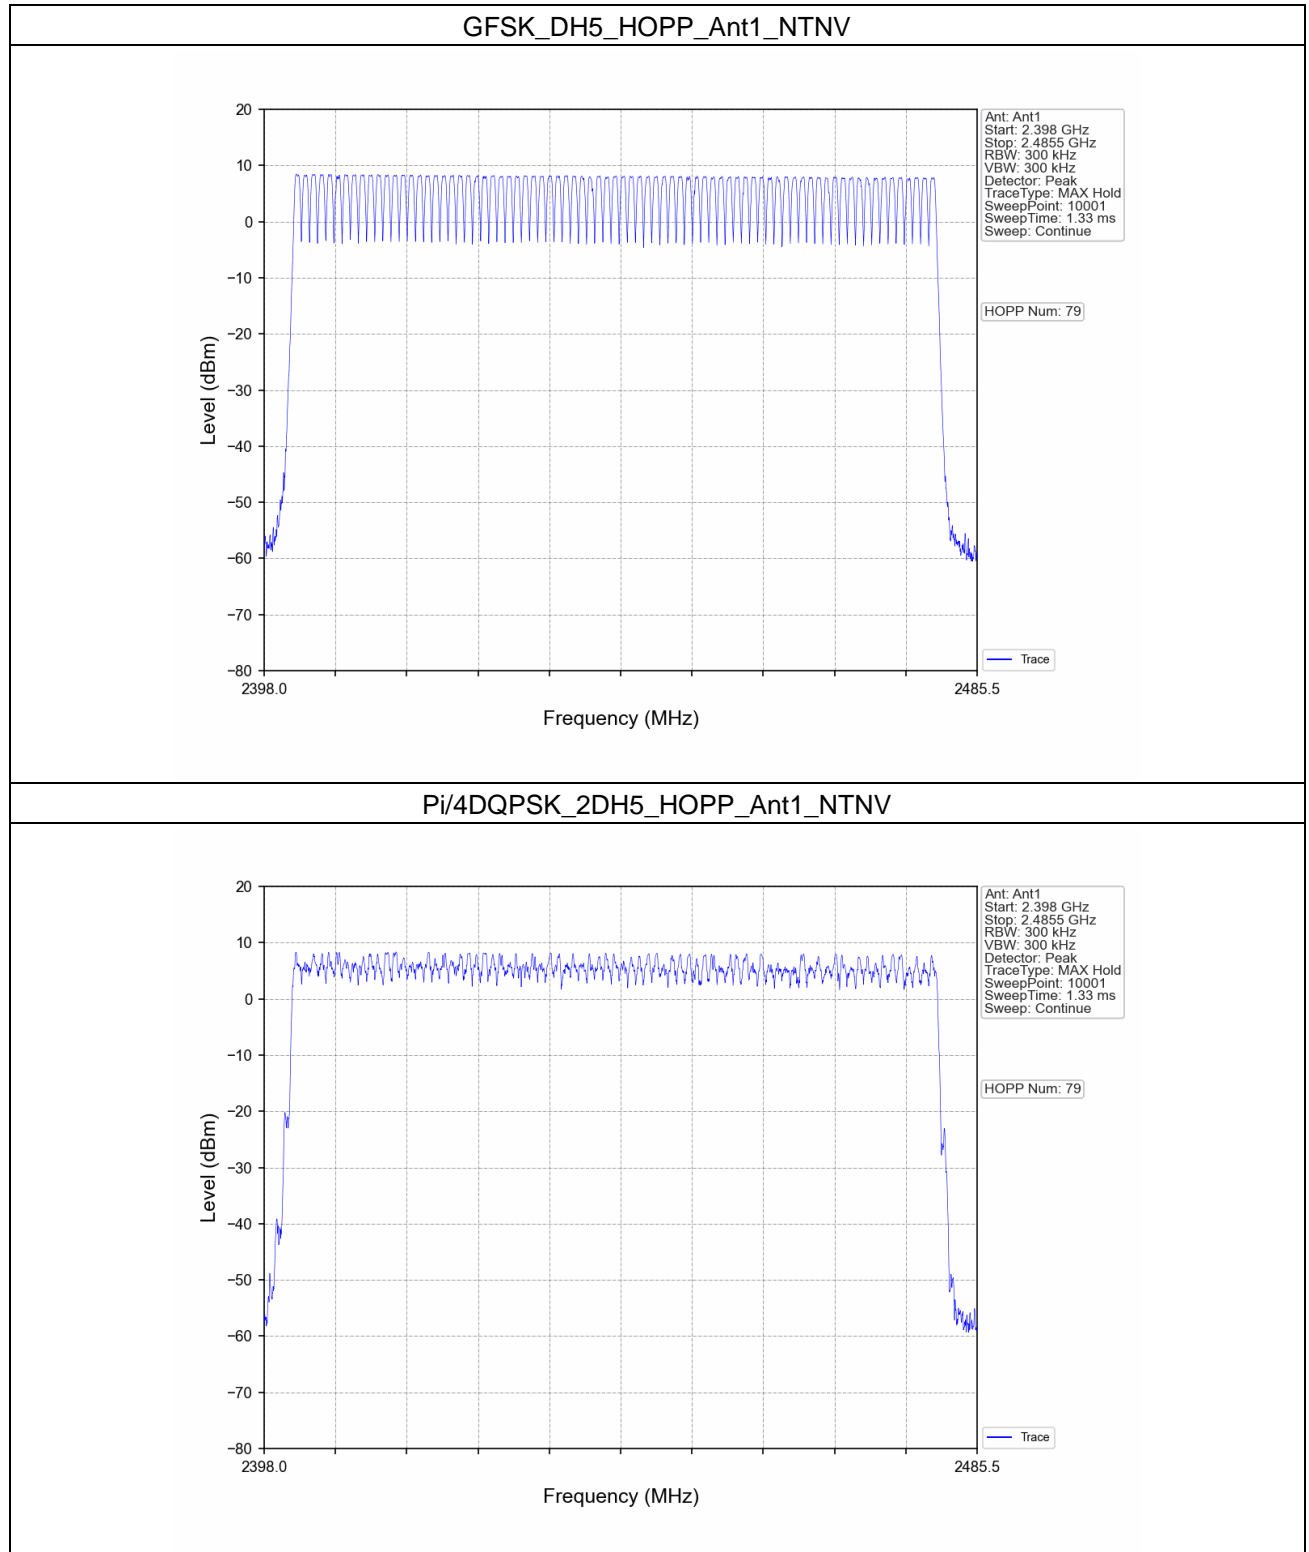 GFSK_DH5_HOPP_Ant1_NTNV
20
10
0
−10
−20
−30
−40
−50
−60
−70
−80
Level (dBm)
2398.0
2485.5
Frequency (MHz)
Ant: Ant1
Start: 2.398 GHz
Stop: 2.4855 GHz
RBW: 300 kHz
VBW: 300 kHz
Detector: Peak
TraceType: MAX Hold
SweepPoint: 10001
SweepTime: 1.33 ms
Sweep: Continue
HOPP Num: 79
Trace
Pi/4DQPSK_2DH5_HOPP_Ant1_NTNV
20
10
0
−10
−20
−30
−40
−50
−60
−70
−80
Level (dBm)
2398.0
2485.5
Frequency (MHz)
Ant: Ant1
Start: 2.398 GHz
Stop: 2.4855 GHz
RBW: 300 kHz
VBW: 300 kHz
Detector: Peak
TraceType: MAX Hold
SweepPoint: 10001
SweepTime: 1.33 ms
Sweep: Continue
HOPP Num: 79
Trace